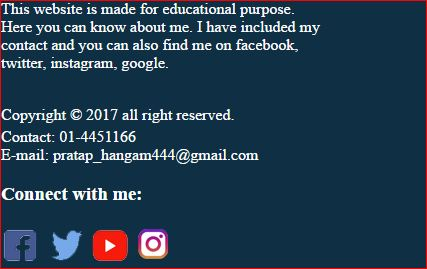 This website is made for educational purpose.
Here you can know about me. I have included my
contact and you can also find me on facebook,
twitter, instagram, google.
Copyright © 2017 all right reserved.
Contact: 01-4451166
E-mail: pratap_hangam444@gmail.com
Connect with me: